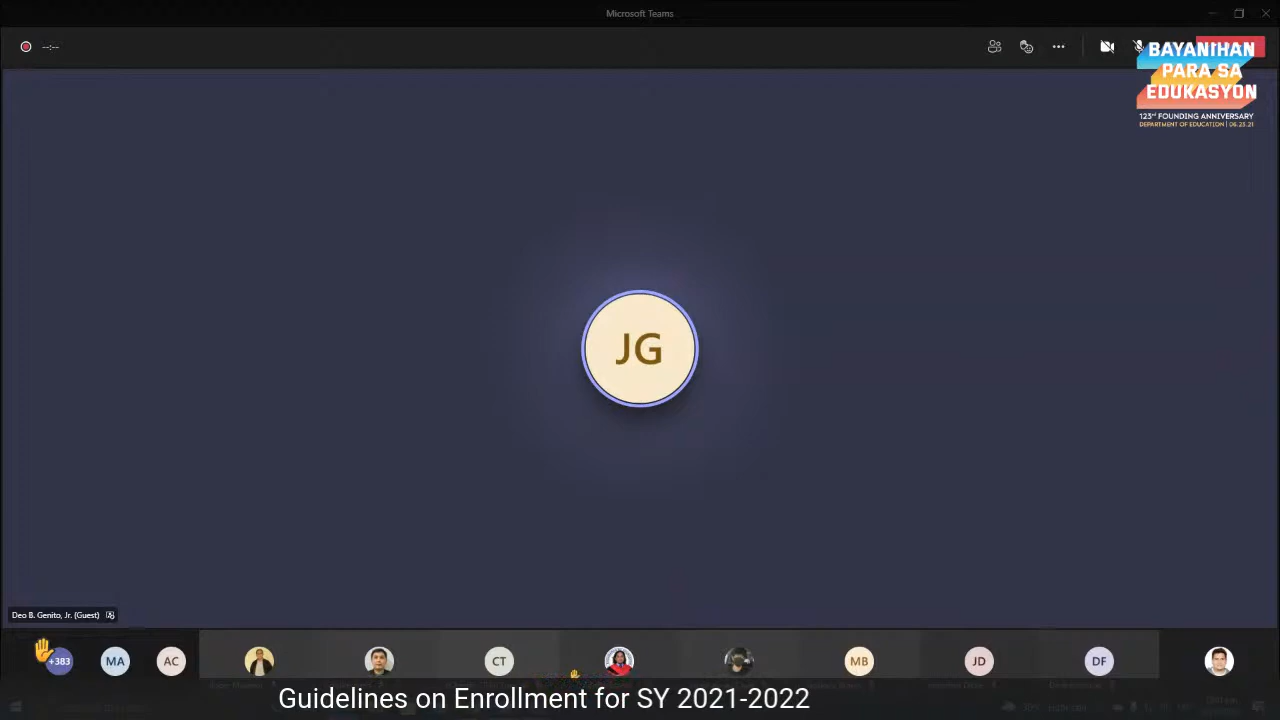 Microsoft Teams
--:--
BAYANIHAN
PARA SA
EDUKASYON
123rd FOUNDING ANNIVERSARY
DEPARTMENT OF EDUCATION | 06.23.21
JG
Deo B. Genito, Jr. (Guest)
+383
MA
AC
CT
MB
JD
DF
Guidelines on Enrollment for SY 2021-2022